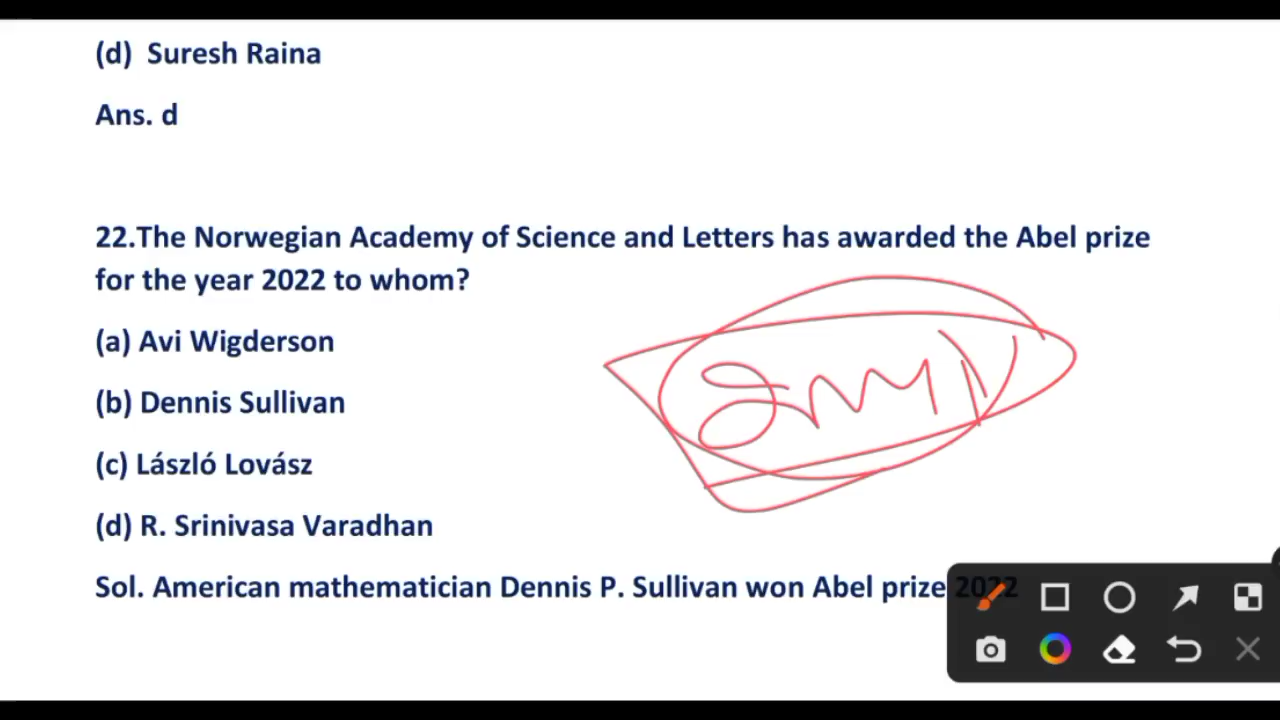 (d) Suresh Raina
Ans. d
22.The Norwegian Academy of Science and Letters has awarded the Abel prize
for the year 2022 to whom?
(a) Avi Wigderson
(b) Dennis Sullivan
(c) László Lovász
(d) R. Srinivasa Varadhan
Sol. American mathematician Dennis P. Sullivan won Abel prize 2022